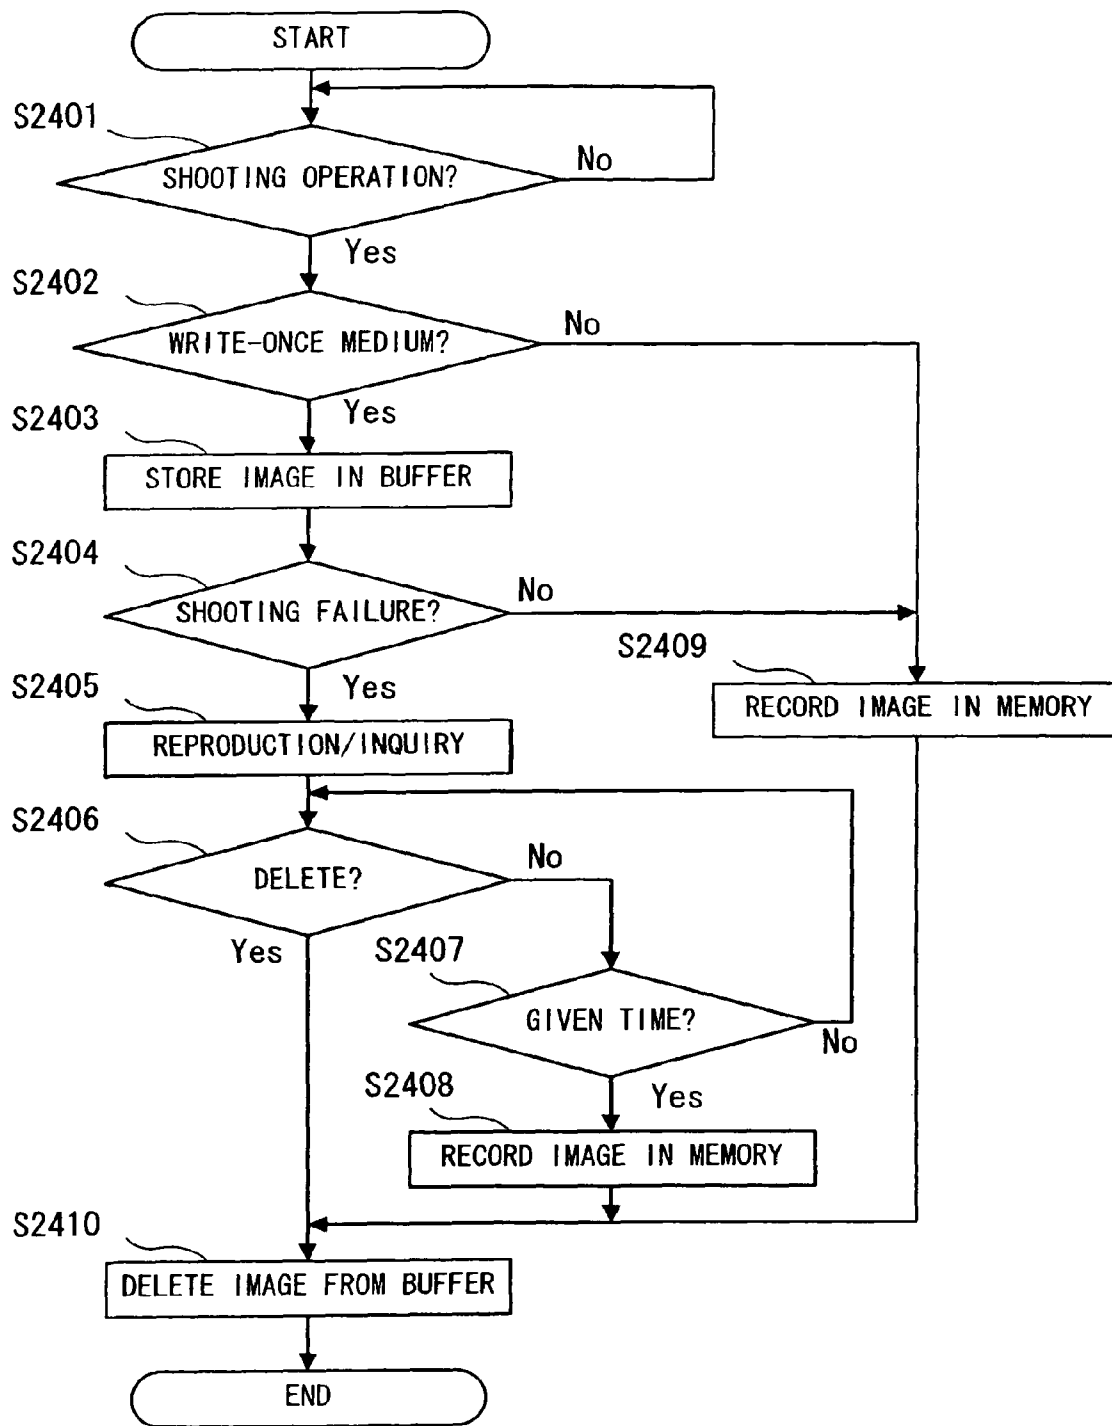 START
S2401
SHOOTING OPERATION?
No
Yes
S2402
WRITE-ONCE MEDIUM?
No
Yes
S2403
STORE IMAGE IN BUFFER
S2404
SHOOTING FAILURE?
No
Yes
S2409
RECORD IMAGE IN MEMORY
S2405
REPRODUCTION/INQUIRY
S2406
DELETE?
No
Yes
S2407
GIVEN TIME?
No
Yes
S2408
RECORD IMAGE IN MEMORY
S2410
DELETE IMAGE FROM BUFFER
END